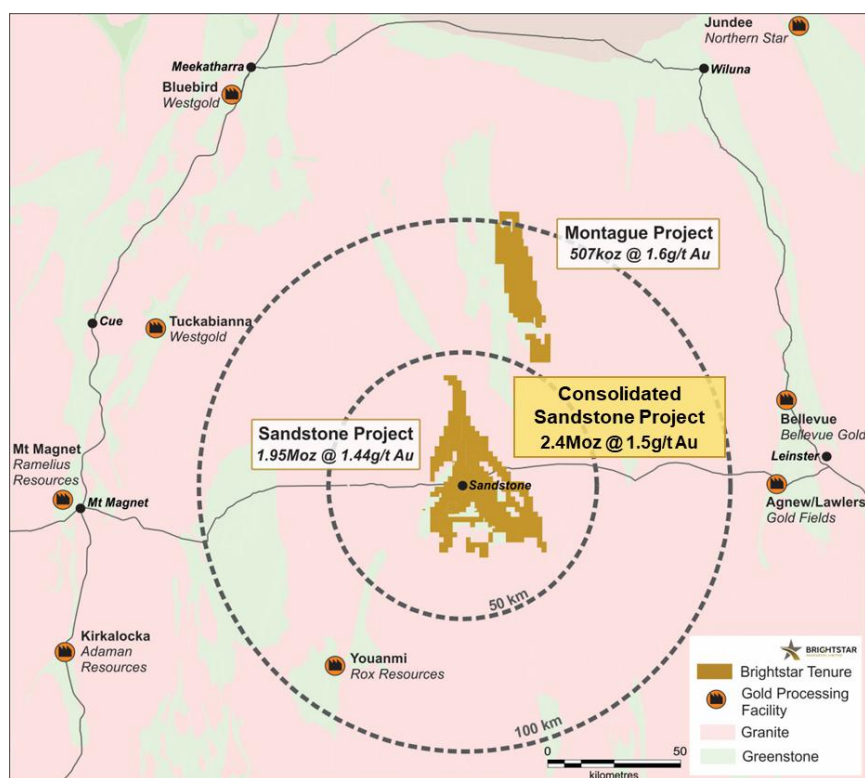 Jundee
Northern Star
Meekatharra
Wiluna
Bluebird
Westgold
Montague Project
507koz @ 1.6g/t Au
Cue
Tuckabianna
Westgold
Consolidated
Sandstone Project
2.4Moz @ 1.5g/t Au
Sandstone Project
1.95Moz @ 1.44g/t Au
Bellevue
Bellevue Gold
Leinster
Mt Magnet
Ramelius
Resources
Mt Magnet
Sandstone
Agnew/Lawlers
Gold Fields
50 km
Kirkalocka
Adaman
Resources
Youanmi
Rox Resources
100 km
BRIGHTSTAR
Brightstar Tenure
Gold Processing
Facility
Granite
Greenstone
0 50
kilometres